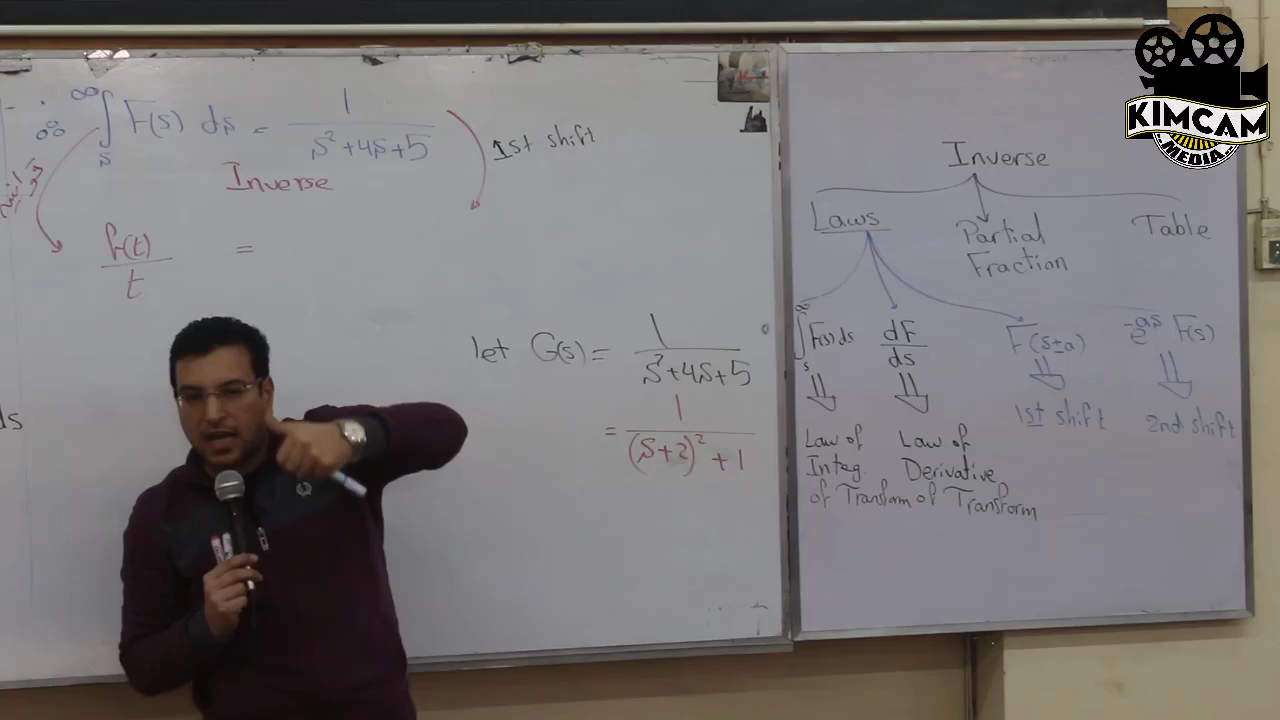 ∴ ∫_s^∞ F(s) ds = 1/(s²+4s+5)
1st shift
Inverse
f(t)/t =
let G(s) = 1/(s²+4s+5)
= 1/((s+2)²+1)
ds
Inverse
Laws
Partial Fraction
Table
∫_s^∞ F(s) ds
dF/ds
F(s±a)
e^-as F(s)
⇓ ⇓ ⇓ ⇓
Law of
Integ.
of Transform
Law of
Derivative
of Transform
1st shift
2nd shift
KIMCAM
MEDIA